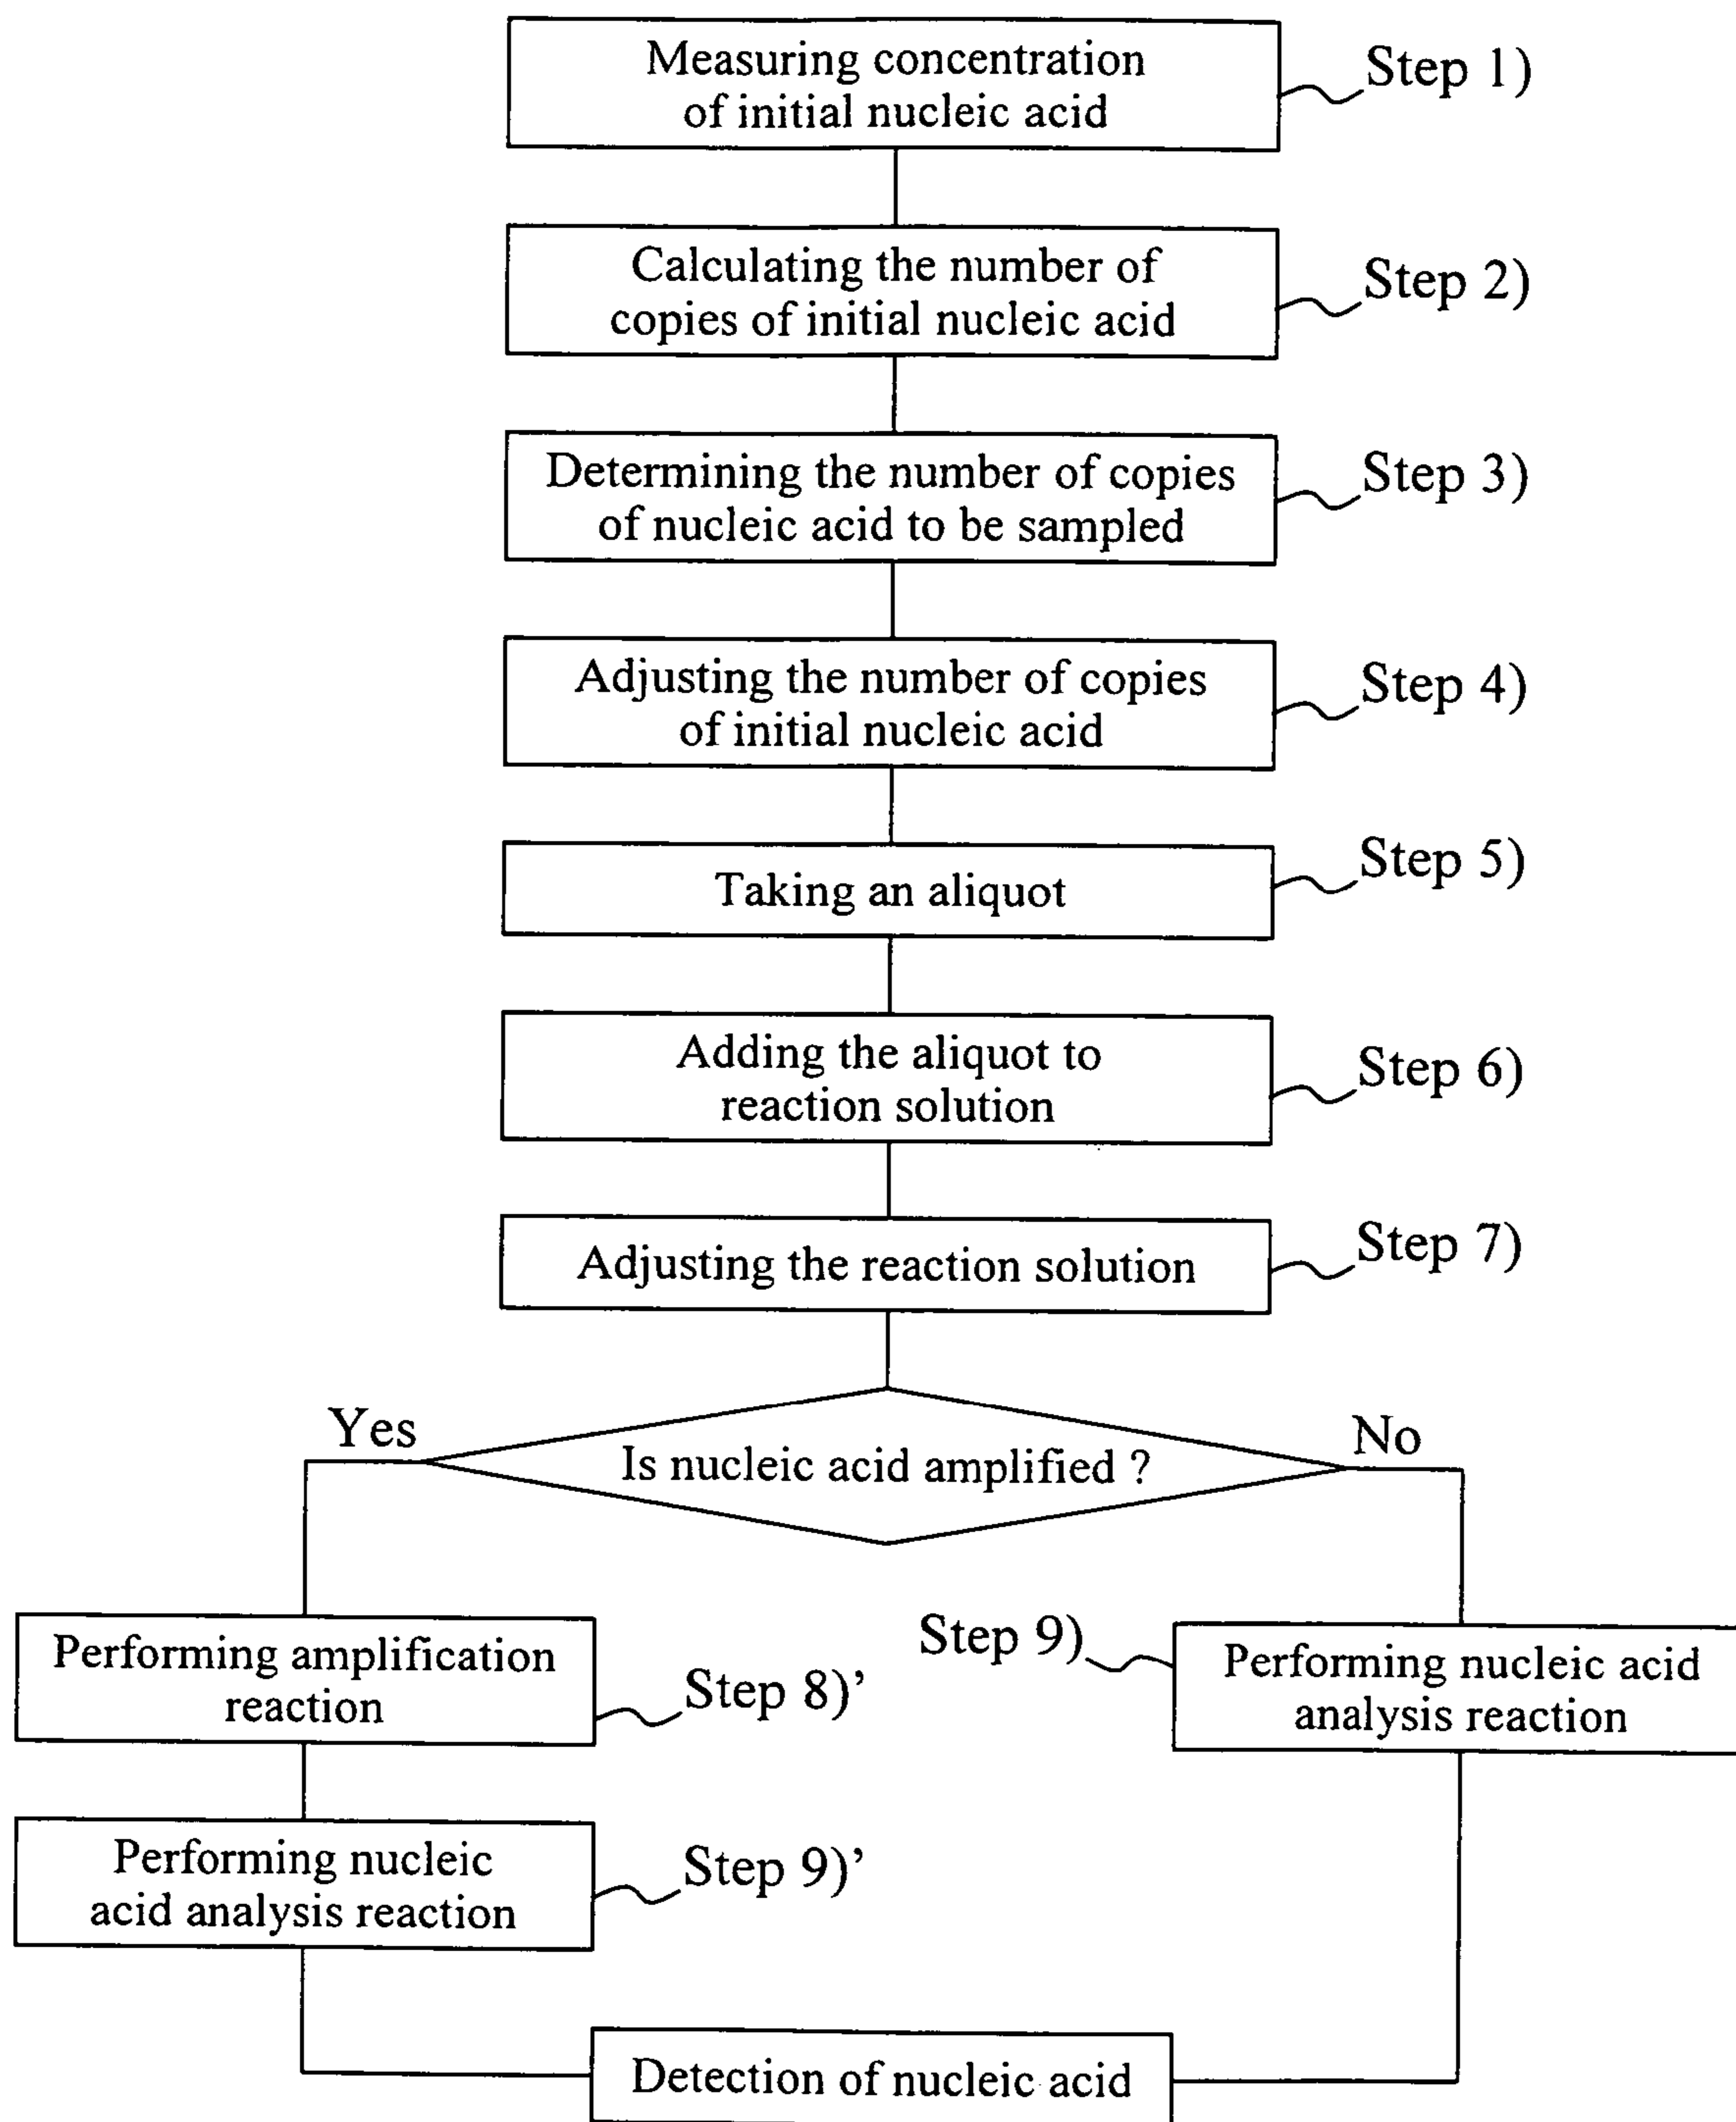 Measuring concentration
of initial nucleic acid
Step 1)
Calculating the number of
copies of initial nucleic acid
Step 2)
Determining the number of copies
of nucleic acid to be sampled
Step 3)
Adjusting the number of copies
of initial nucleic acid
Step 4)
Taking an aliquot
Step 5)
Adding the aliquot to
reaction solution
Step 6)
Adjusting the reaction solution
Step 7)
Yes
Is nucleic acid amplified ?
No
Performing amplification
reaction
Step 8)’
Step 9)
Performing nucleic acid
analysis reaction
Performing nucleic
acid analysis reaction
Step 9)’
Detection of nucleic acid